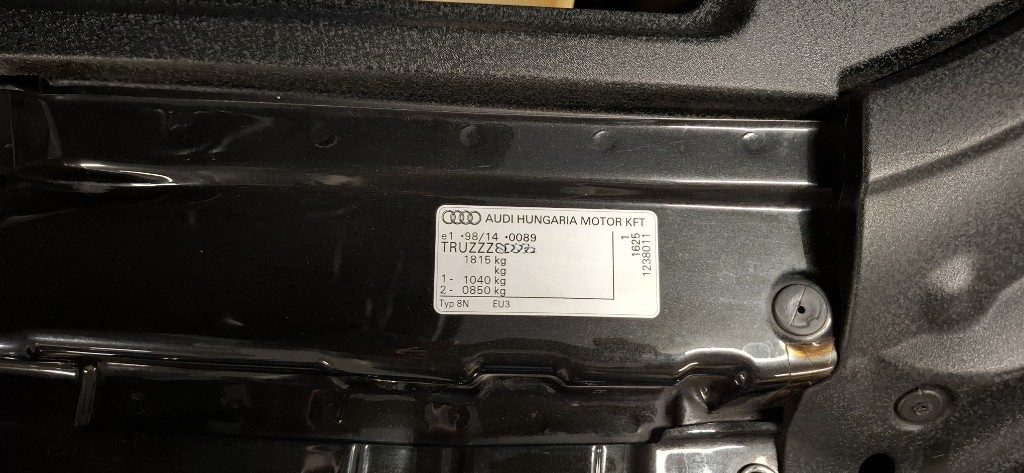 AUDI HUNGARIA MOTOR KFT
e1 *98/14 *0089
TRUZZZ
1815 kg
kg
1- 1040 kg
2- 0850 kg
Typ 8N EU3
1
1625
1238011